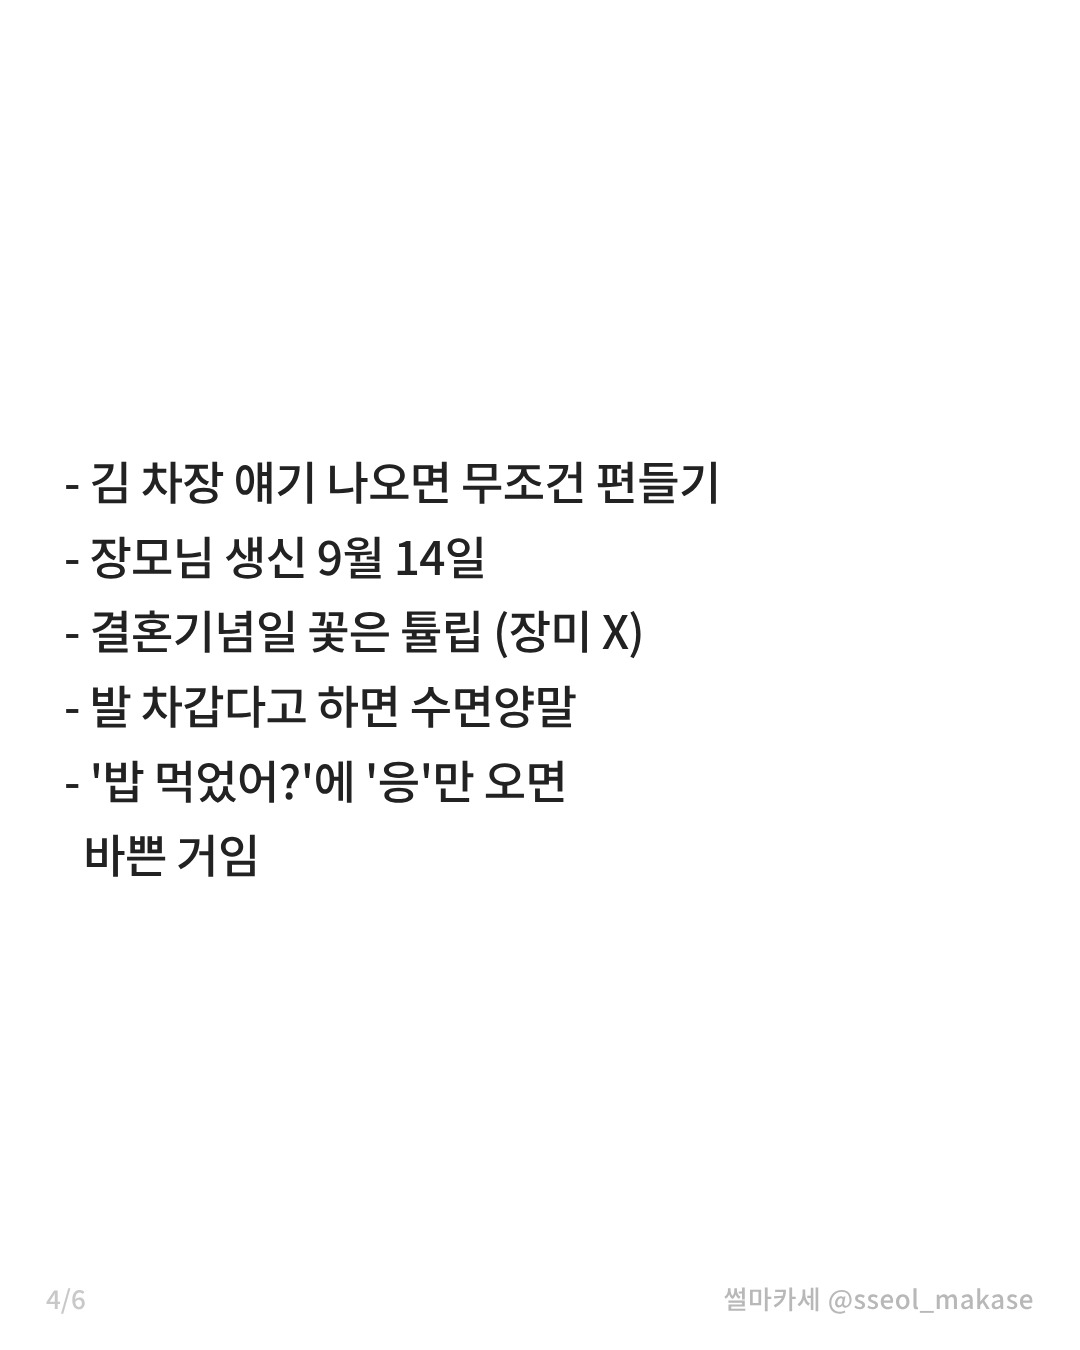 - 김 차장 얘기 나오면 무조건 편들기
- 장모님 생신 9월 14일
- 결혼기념일 꽃은 튤립 (장미 X)
- 발 차갑다고 하면 수면양말
- '밥 먹었어?'에 '응'만 오면
바쁜 거임
4/6
썰마카세 @sseol_makase